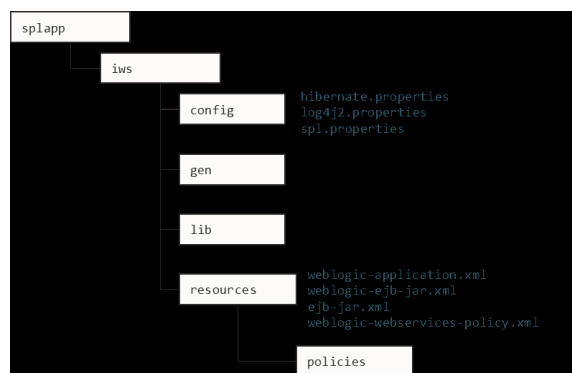 splapp
iws
config
hibernate.properties
log4j2.properties
spl.properties
gen
lib
resources
weblogic-application.xml
weblogic-ejb-jar.xml
ejb-jar.xml
weblogic-webservices-policy.xml
policies